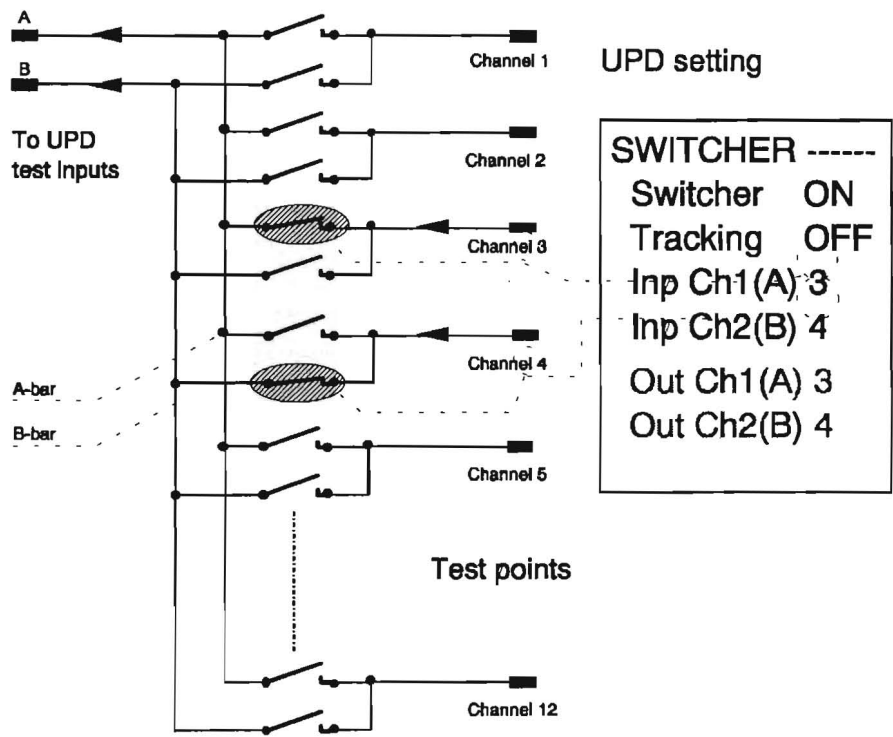 A
B
To UPD
test Inputs
Channel 1
Channel 2
Channel 3
Channel 4
A-bar
B-bar
Channel 5
Test points
Channel 12
UPD setting
SWITCHER ------
Switcher ON
Tracking OFF
Inp Ch1(A) 3
Inp Ch2(B) 4
Out Ch1(A) 3
Out Ch2(B) 4